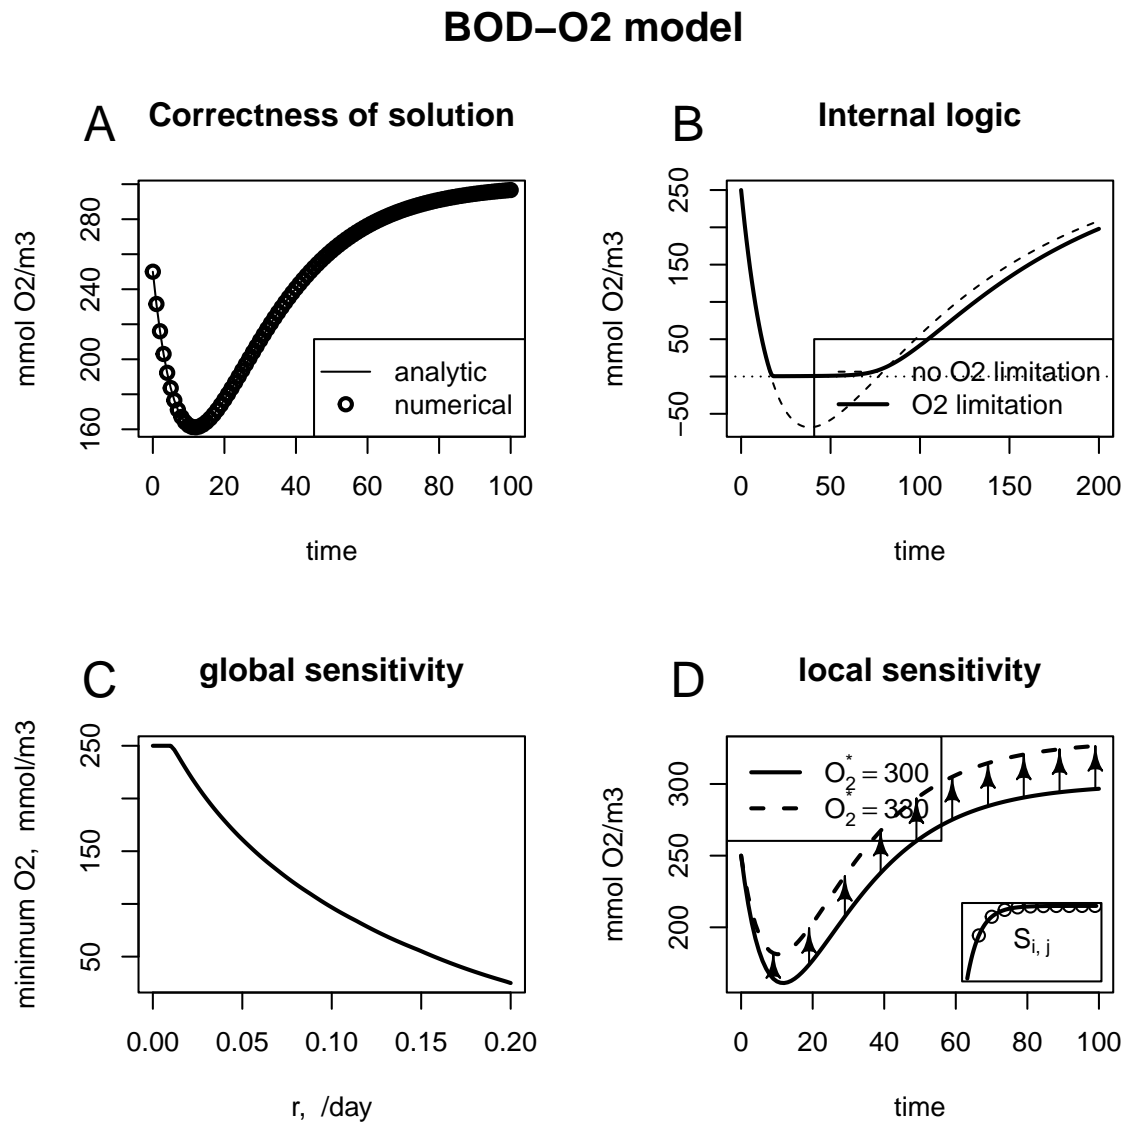 BOD–O2 model
A
Correctness of solution
mmol O2/m3
280
240
200
160
analytic
numerical
0 20 40 60 80 100
time
B
Internal logic
mmol O2/m3
250
150
50
−50
no O2 limitation
O2 limitation
0 50 100 150 200
time
C
global sensitivity
minimum O2, mmol/m3
250
150
50
0.00 0.05 0.10 0.15 0.20
r, /day
D
local sensitivity
mmol O2/m3
300
250
200
O2* = 300
O2* = 330
Si, j
0 20 40 60 80 100
time